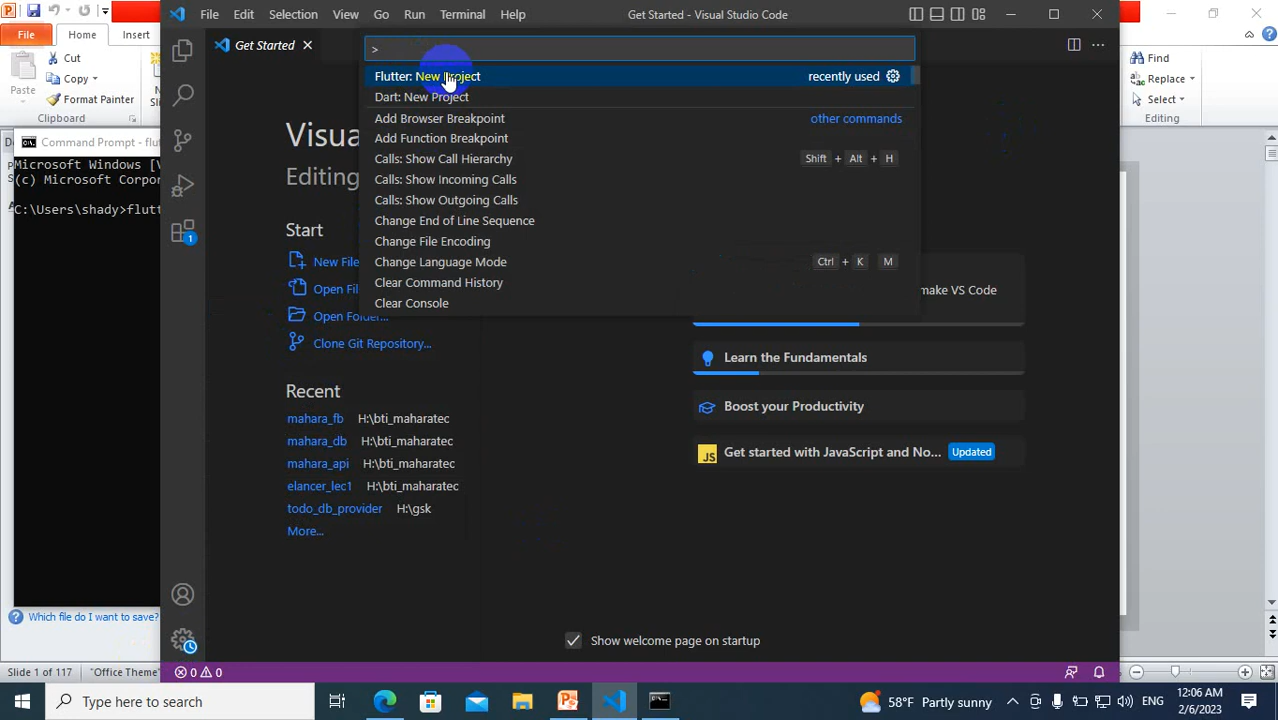 File Edit Selection View Go Run Terminal Help Get Started - Visual Studio Code
File Home Insert
Cut
Copy
Paste
Format Painter
Clipboard
Find
Replace
Select
Editing
Get Started
>
Flutter: New Project recently used
Dart: New Project
Add Browser Breakpoint other commands
Add Function Breakpoint
Calls: Show Call Hierarchy Shift + Alt + H
Calls: Show Incoming Calls
Calls: Show Outgoing Calls
Change End of Line Sequence
Change File Encoding
Change Language Mode Ctrl + K M
Clear Command History
Clear Console
Command Prompt - flu
Microsoft Windows [V
(c) Microsoft Corpor
C:\Users\shady>flutt
1
Visua
Editing
Start
New File
Open Fil
Open Folder...
Clone Git Repository...
Recent
mahara_fb H:\bti_maharatec
mahara_db H:\bti_maharatec
mahara_api H:\bti_maharatec
elancer_lec1 H:\bti_maharatec
todo_db_provider H:\gsk
More...
make VS Code
Learn the Fundamentals
Boost your Productivity
JS Get started with JavaScript and No... Updated
Show welcome page on startup
Which file do I want to save?
0 0
Slide 1 of 117 "Office Theme"
Type here to search
58°F Partly sunny
ENG
12:06 AM
2/6/2023